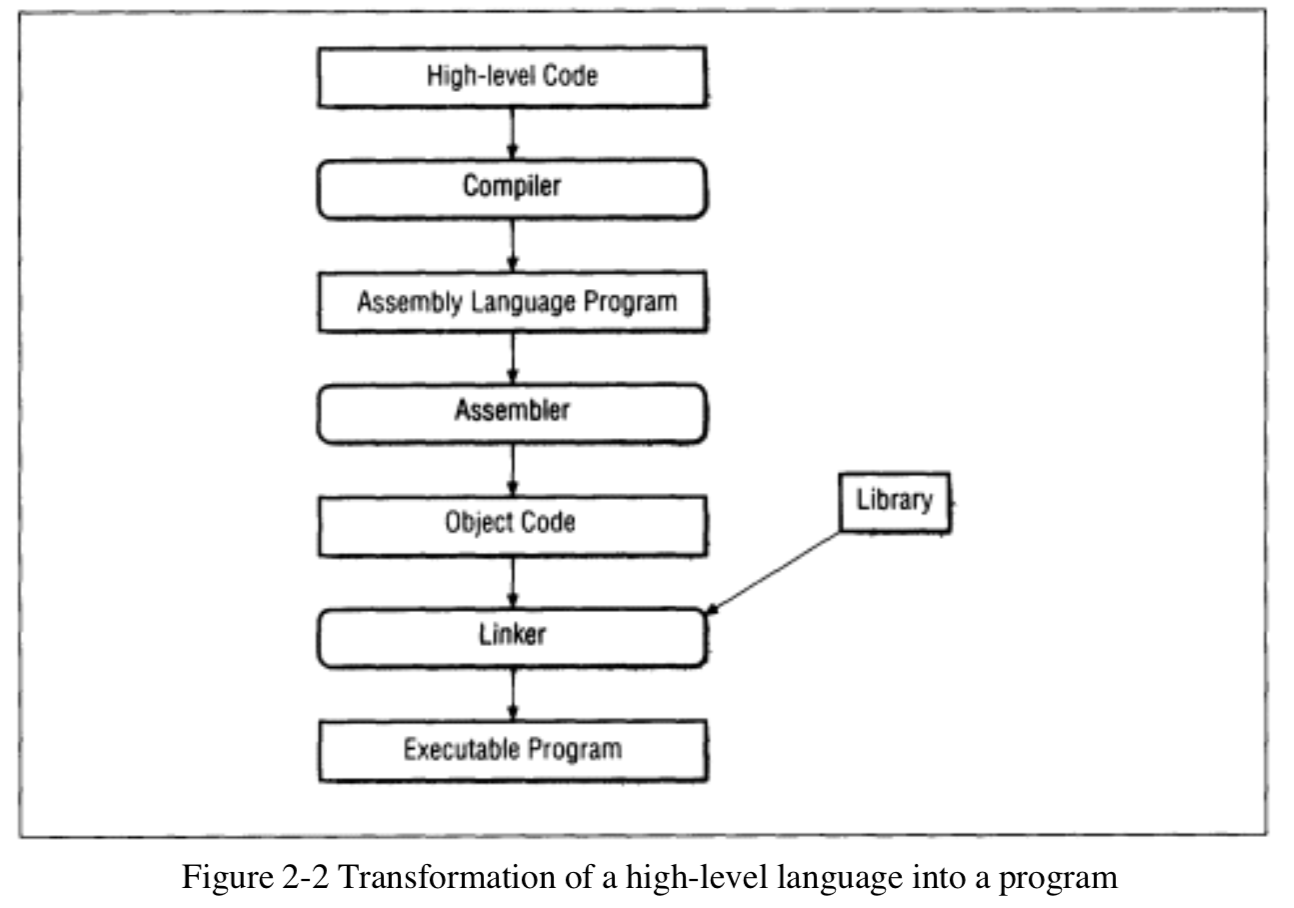 High-level Code
Compiler
Assembly Language Program
Assembler
Object Code
Library
Linker
Executable Program
Figure 2-2 Transformation of a high-level language into a program